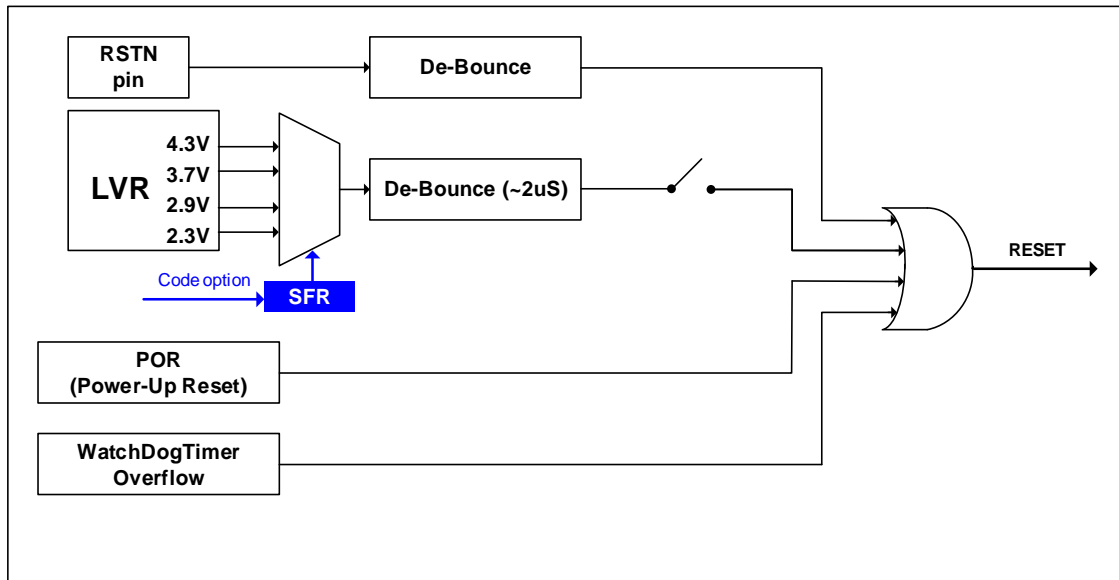 RSTN
pin
De-Bounce
LVR
4.3V
3.7V
2.9V
2.3V
De-Bounce (~2uS)
Code option
SFR
RESET
POR
(Power-Up Reset)
WatchDogTimer
Overflow